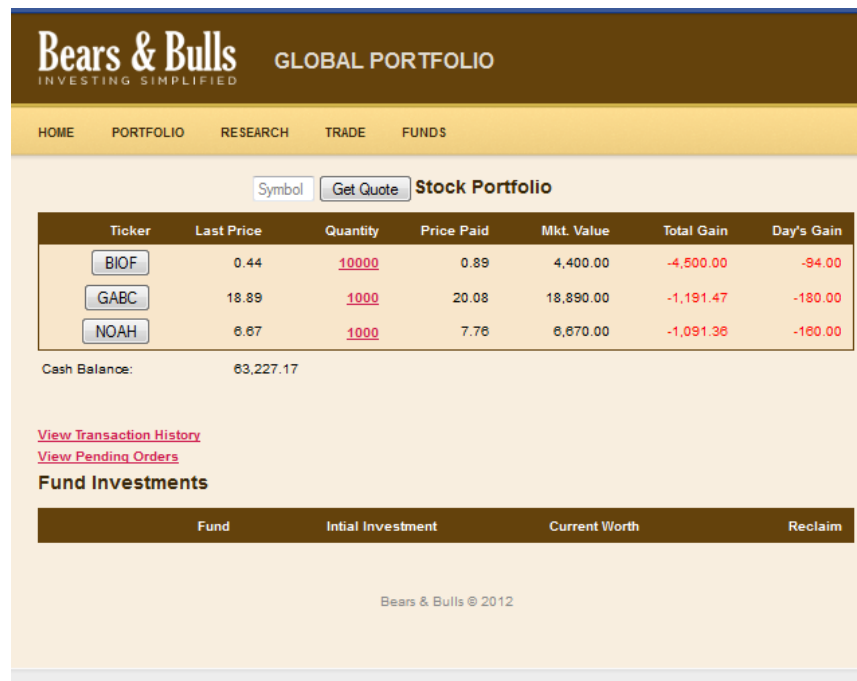 Bears & Bulls GLOBAL PORTFOLIO
INVESTING SIMPLIFIED
HOME PORTFOLIO RESEARCH TRADE FUNDS
Symbol Get Quote Stock Portfolio
Ticker Last Price Quantity Price Paid Mkt. Value Total Gain Day's Gain
BIOF 0.44 10000 0.89 4,400.00 -4,500.00 -94.00
GABC 18.89 1000 20.08 18,890.00 -1,191.47 -180.00
NOAH 6.67 1000 7.76 6,670.00 -1,091.36 -160.00
Cash Balance: 63,227.17
View Transaction History
View Pending Orders
Fund Investments
Fund Intial Investment Current Worth Reclaim
Bears & Bulls © 2012